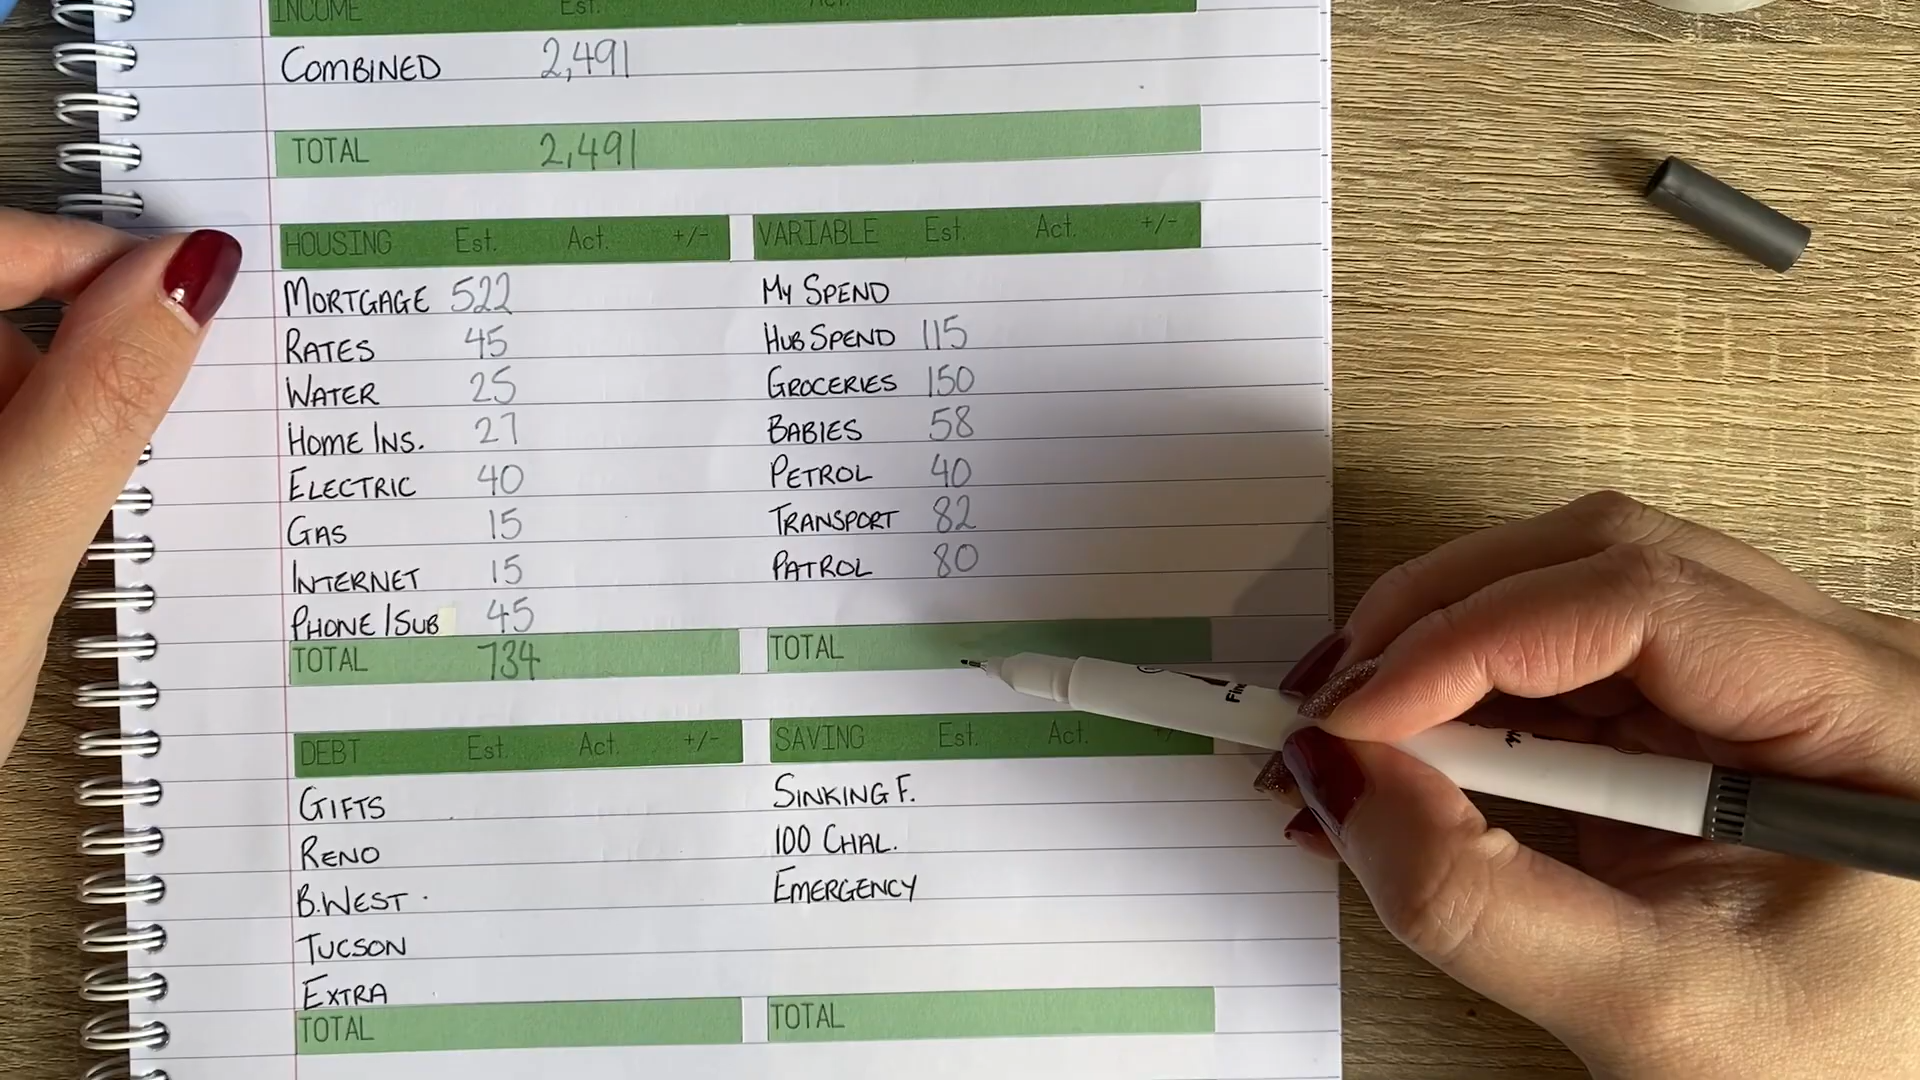 INCOME Est. Act.
COMBINED 2,491
TOTAL 2,491
HOUSING Est. Act. +/-
MORTGAGE 522
RATES 45
WATER 25
HOME INS. 27
ELECTRIC 40
GAS 15
INTERNET 15
PHONE/SUB 45
TOTAL 734
VARIABLE Est. Act. +/-
MY SPEND
HUB SPEND 115
GROCERIES 150
BABIES 58
PETROL 40
TRANSPORT 82
PATROL 80
TOTAL
DEBT Est. Act. +/-
GIFTS
RENO
B.WEST
TUCSON
EXTRA
TOTAL
SAVING Est. Act. +/
SINKING F.
100 CHAL.
EMERGENCY
TOTAL
Fine